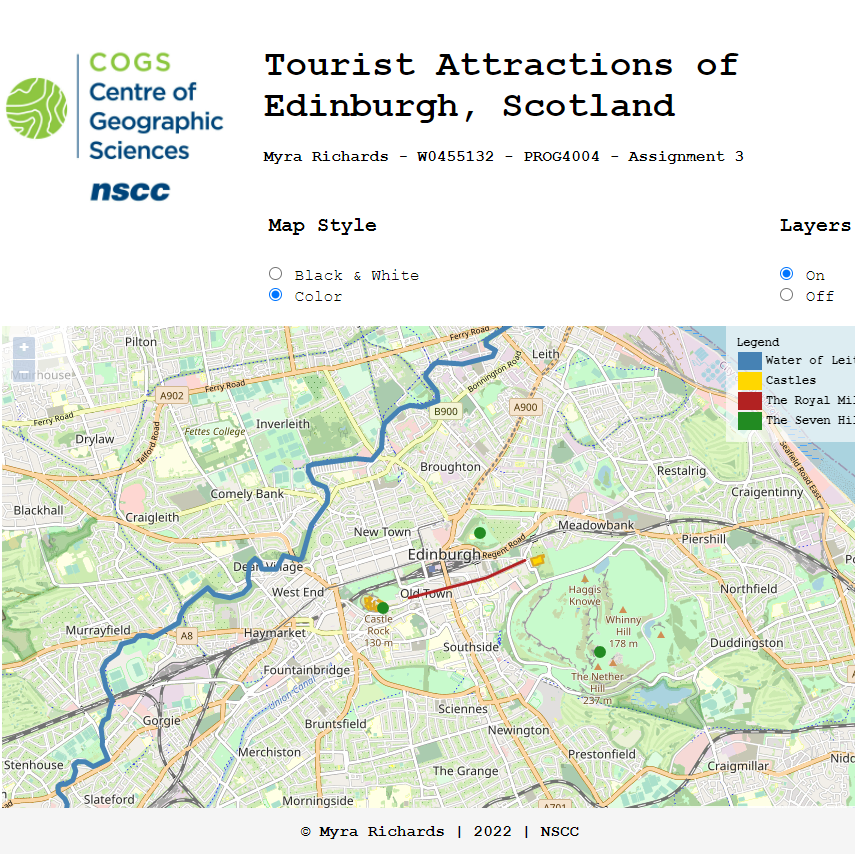 COGS
Centre of
Geographic
Sciences
nscc
Tourist Attractions of
Edinburgh, Scotland
Myra Richards - W0455132 - PROG4004 - Assignment 3
Map Style
Layers
Black & White
On
Color
Off
+
–
Legend
Water of Leit
Castles
The Royal Mil
The Seven Hil
Pilton
Ferry Road
Leith
Muirhouse
Ferry Road
A902
Bonnington Road
Ferry Road
B900
A900
Inverleith
Fettes College
Telford Road
Drylaw
Seafield Road East
Broughton
Restalrig
Comely Bank
Craigentinny
Blackhall
Craigleith
New Town
Meadowbank
Piershill
Edinburgh
Regent Road
Dean Village
West End
Old Town
Haggis
Knowe
Northfield
Castle
Rock
130 m
Whinny
Hill
178 m
Murrayfield
A8
Haymarket
Southside
Duddingston
Fountainbridge
The Nether
Hill
237 m
Union Canal
Sciennes
Gorgie
Bruntsfield
Newington
Merchiston
Prestonfield
Stenhouse
The Grange
Craigmillar
Slateford
Morningside
A701
© Myra Richards | 2022 | NSCC